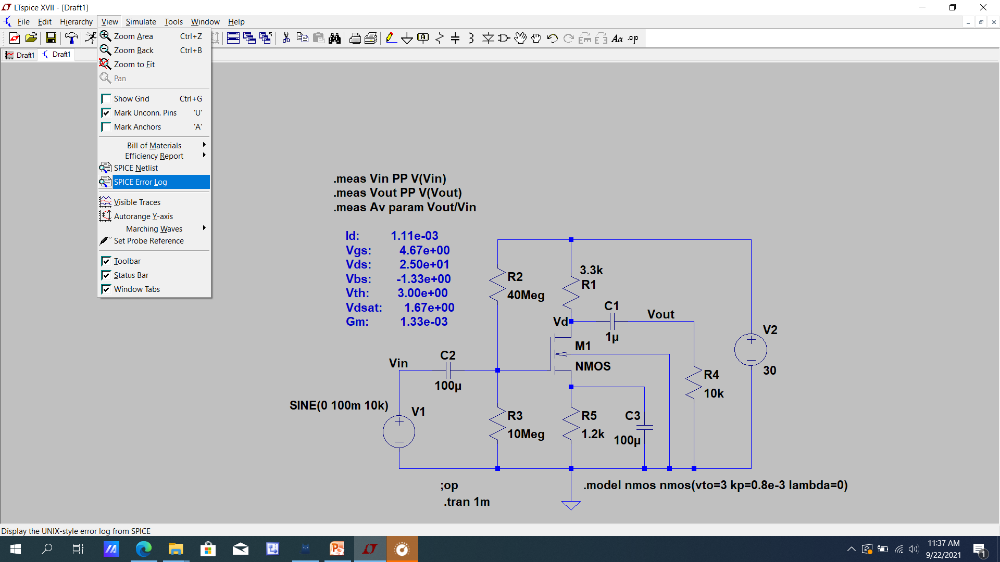 LTspice XVII - [Draft1]
File Edit Hierarchy View Simulate Tools Window Help
Draft1 Draft1
Zoom Area Ctrl+Z
Zoom Back Ctrl+B
Zoom to Fit
Pan
Show Grid Ctrl+G
Mark Unconn. Pins 'U'
Mark Anchors 'A'
Bill of Materials
Efficiency Report
SPICE Netlist
SPICE Error Log
Visible Traces
Autorange Y-axis
Marching Waves
Set Probe Reference
Toolbar
Status Bar
Window Tabs
.op
.meas Vin PP V(Vin)
.meas Vout PP V(Vout)
.meas Av param Vout/Vin
Id: 1.11e-03
Vgs: 4.67e+00
Vds: 2.50e+01
Vbs: -1.33e+00
Vth: 3.00e+00
Vdsat: 1.67e+00
Gm: 1.33e-03
R2
40Meg
3.3k
R1
C1
1µ
Vout
Vd
M1
NMOS
V2
30
Vin
C2
100µ
R4
10k
SINE(0 100m 10k)
V1
R3
10Meg
R5
1.2k
C3
100µ
;op
.tran 1m
.model nmos nmos(vto=3 kp=0.8e-3 lambda=0)
Display the UNIX-style error log from SPICE
11:37 AM
9/22/2021
1